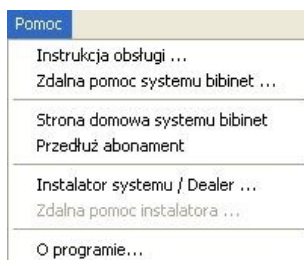 Pomoc
Instrukcja obsługi ...
Zdalna pomoc systemu bibinet ...
Strona domowa systemu bibinet
Przedłuż abonament
Instalator systemu / Dealer ...
Zdalna pomoc instalatora ...
O programie...